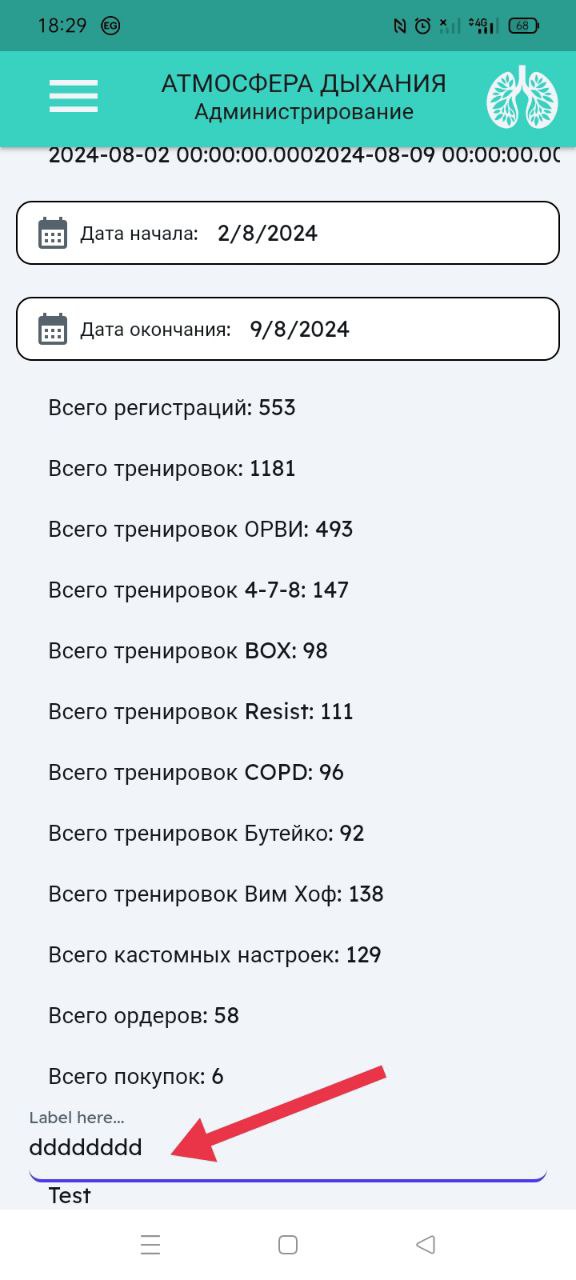 18:29 EG 4G 68
АТМОСФЕРА ДЫХАНИЯ
Администрирование
2024-08-02 00:00:00.0002024-08-09 00:00:00.00
Дата начала: 2/8/2024
Дата окончания: 9/8/2024
Всего регистраций: 553
Всего тренировок: 1181
Всего тренировок ОРВИ: 493
Всего тренировок 4-7-8: 147
Всего тренировок BOX: 98
Всего тренировок Resist: 111
Всего тренировок COPD: 96
Всего тренировок Бутейко: 92
Всего тренировок Вим Хоф: 138
Всего кастомных настроек: 129
Всего ордеров: 58
Всего покупок: 6
Label here...
dddddddd
Test